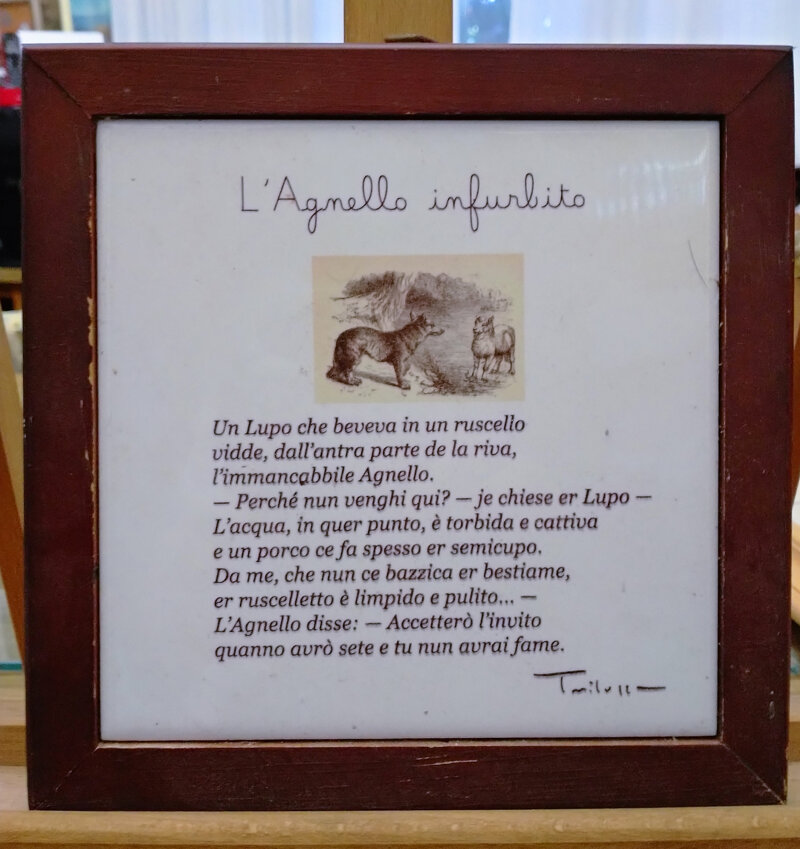 L'Agnello infurbito
Un Lupo che beveva in un ruscello
vidde, dall'antra parte de la riva,
l'immancabbile Agnello.
— Perché nun venghi qui? — je chiese er Lupo —
L'acqua, in quer punto, è torbida e cattiva
e un porco ce fa spesso er semicupo.
Da me, che nun ce bazzica er bestiame,
er ruscelletto è limpido e pulito... —
L'Agnello disse: — Accetterò l'invito
quanno avrò sete e tu nun avrai fame.
Trilussa